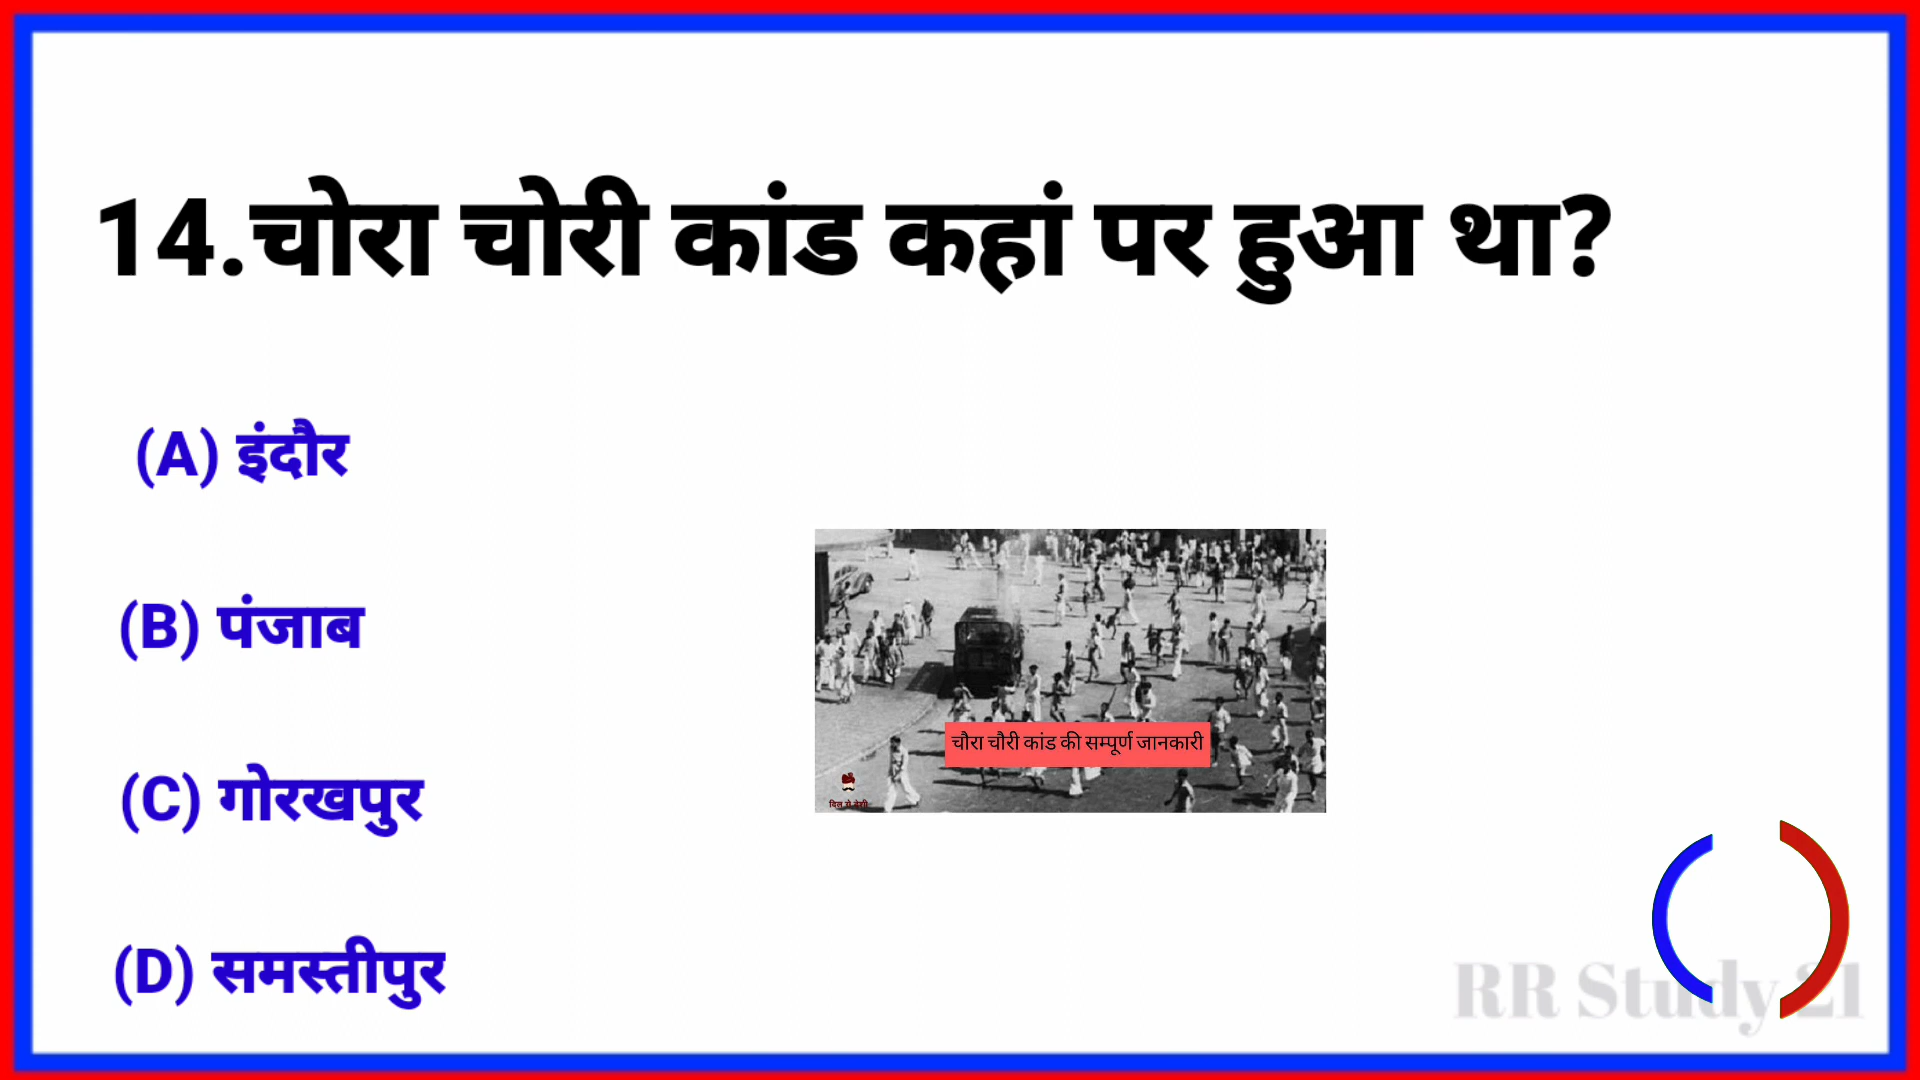 14.चोरा चोरी कांड कहां पर हुआ था?
(A) इंदौर
(B) पंजाब
चौरा चौरी कांड की सम्पूर्ण जानकारी
(C) गोरखपुर
(D) समस्तीपुर
RR Study 21